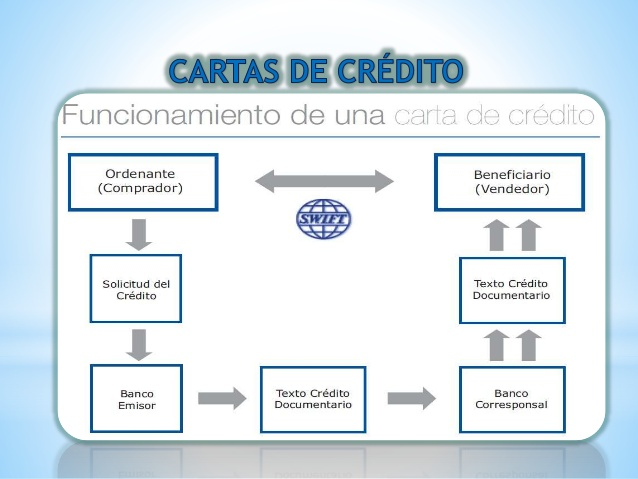 CARTAS DE CRÉDITO
Funcionamiento de una carta de crédito
Ordenante
(Comprador)
Beneficiario
(Vendedor)
SWIFT
Solicitud del
Crédito
Texto Crédito
Documentario
Banco
Emisor
Texto Crédito
Documentario
Banco
Corresponsal